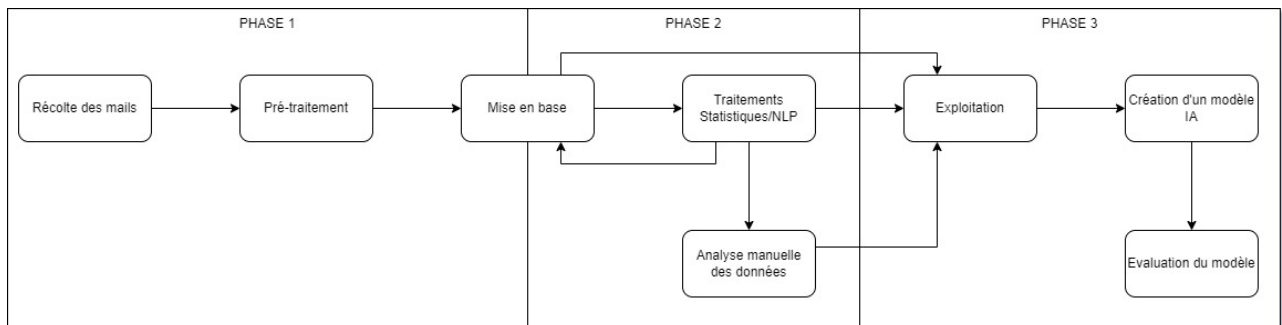 PHASE 1
PHASE 2
PHASE 3
Récolte des mails
Pré-traitement
Mise en base
Traitements
Statistiques/NLP
Exploitation
Création d'un modèle
IA
Analyse manuelle
des données
Evaluation du modèle